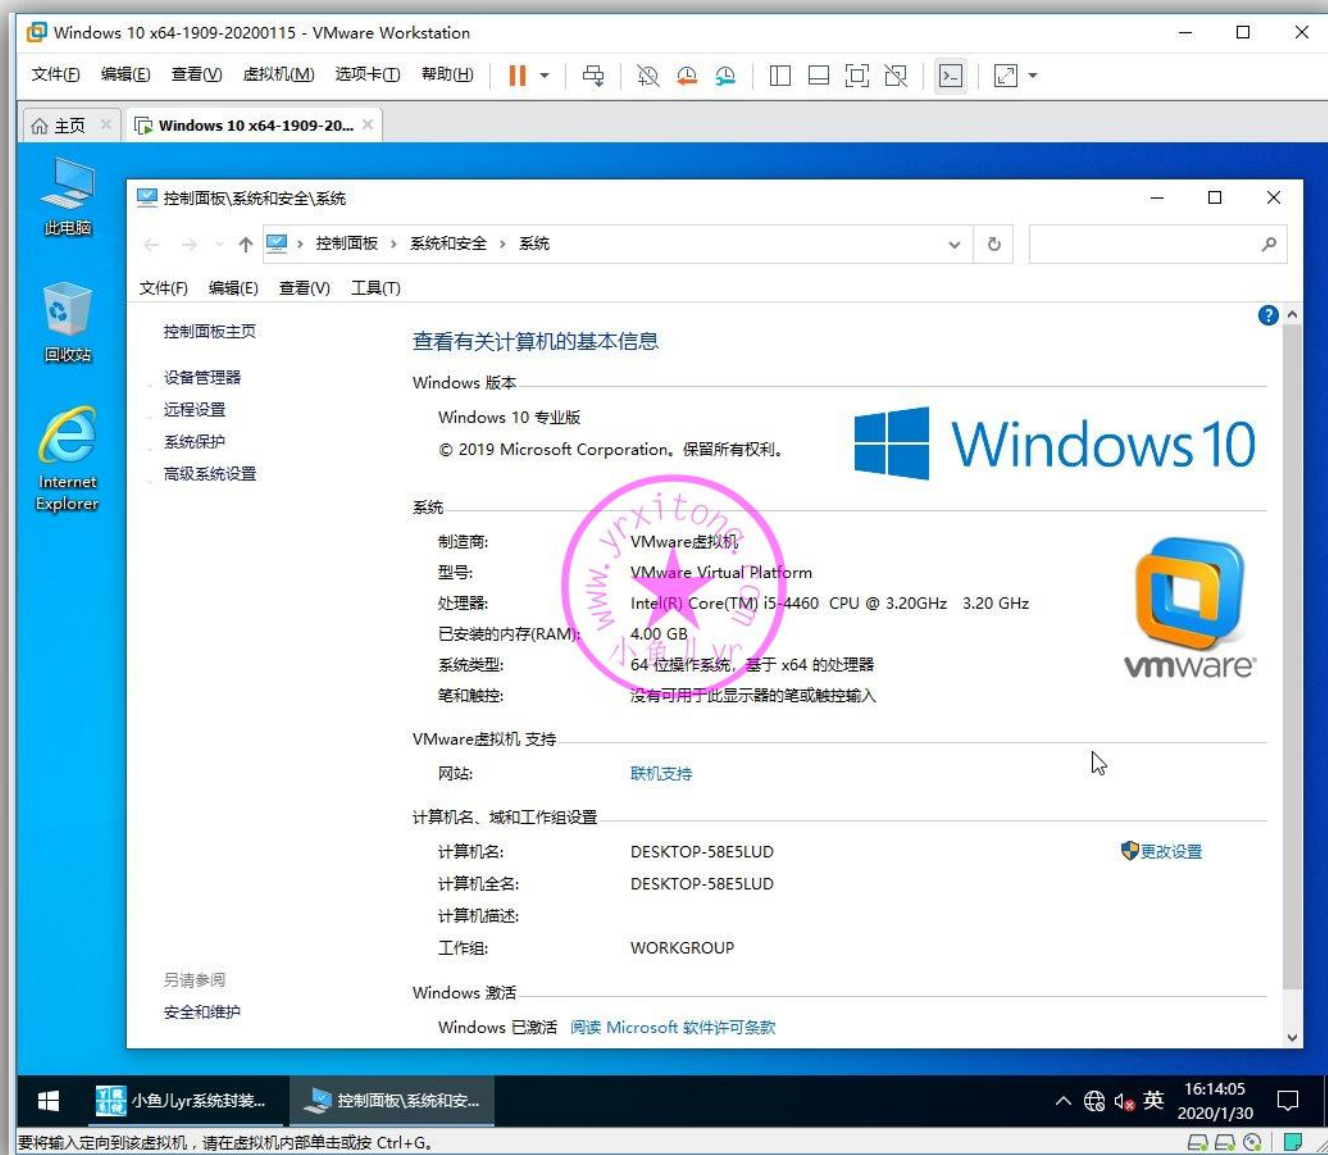 Windows 10 x64-1909-20200115 - VMware Workstation
文件(F) 编辑(E) 查看(V) 虚拟机(M) 选项卡(T) 帮助(H)
主页 Windows 10 x64-1909-20...
此电脑
回收站
Internet
Explorer
控制面板\系统和安全\系统
控制面板 系统和安全 系统
文件(F) 编辑(E) 查看(V) 工具(T)
控制面板主页
设备管理器
远程设置
系统保护
高级系统设置
查看有关计算机的基本信息
Windows 版本
Windows 10 专业版
© 2019 Microsoft Corporation。保留所有权利。
Windows 10
系统
制造商: VMware虚拟机
型号: VMware Virtual Platform
处理器: Intel(R) Core(TM) i5-4460 CPU @ 3.20GHz 3.20 GHz
已安装的内存(RAM): 4.00 GB
系统类型: 64 位操作系统, 基于 x64 的处理器
笔和触控: 没有可用于此显示器的笔或触控输入
vmware
www.yrxitong.com
小鱼儿yr
VMware虚拟机 支持
网站: 联机支持
计算机名、域和工作组设置
计算机名: DESKTOP-58E5LUD 更改设置
计算机全名: DESKTOP-58E5LUD
计算机描述:
工作组: WORKGROUP
另请参阅
安全和维护
Windows 激活
Windows 已激活 阅读 Microsoft 软件许可条款
小鱼儿yr系统封装... 控制面板\系统和安... 英 16:14:05
2020/1/30
要将输入定向到该虚拟机，请在虚拟机内部单击或按 Ctrl+G。